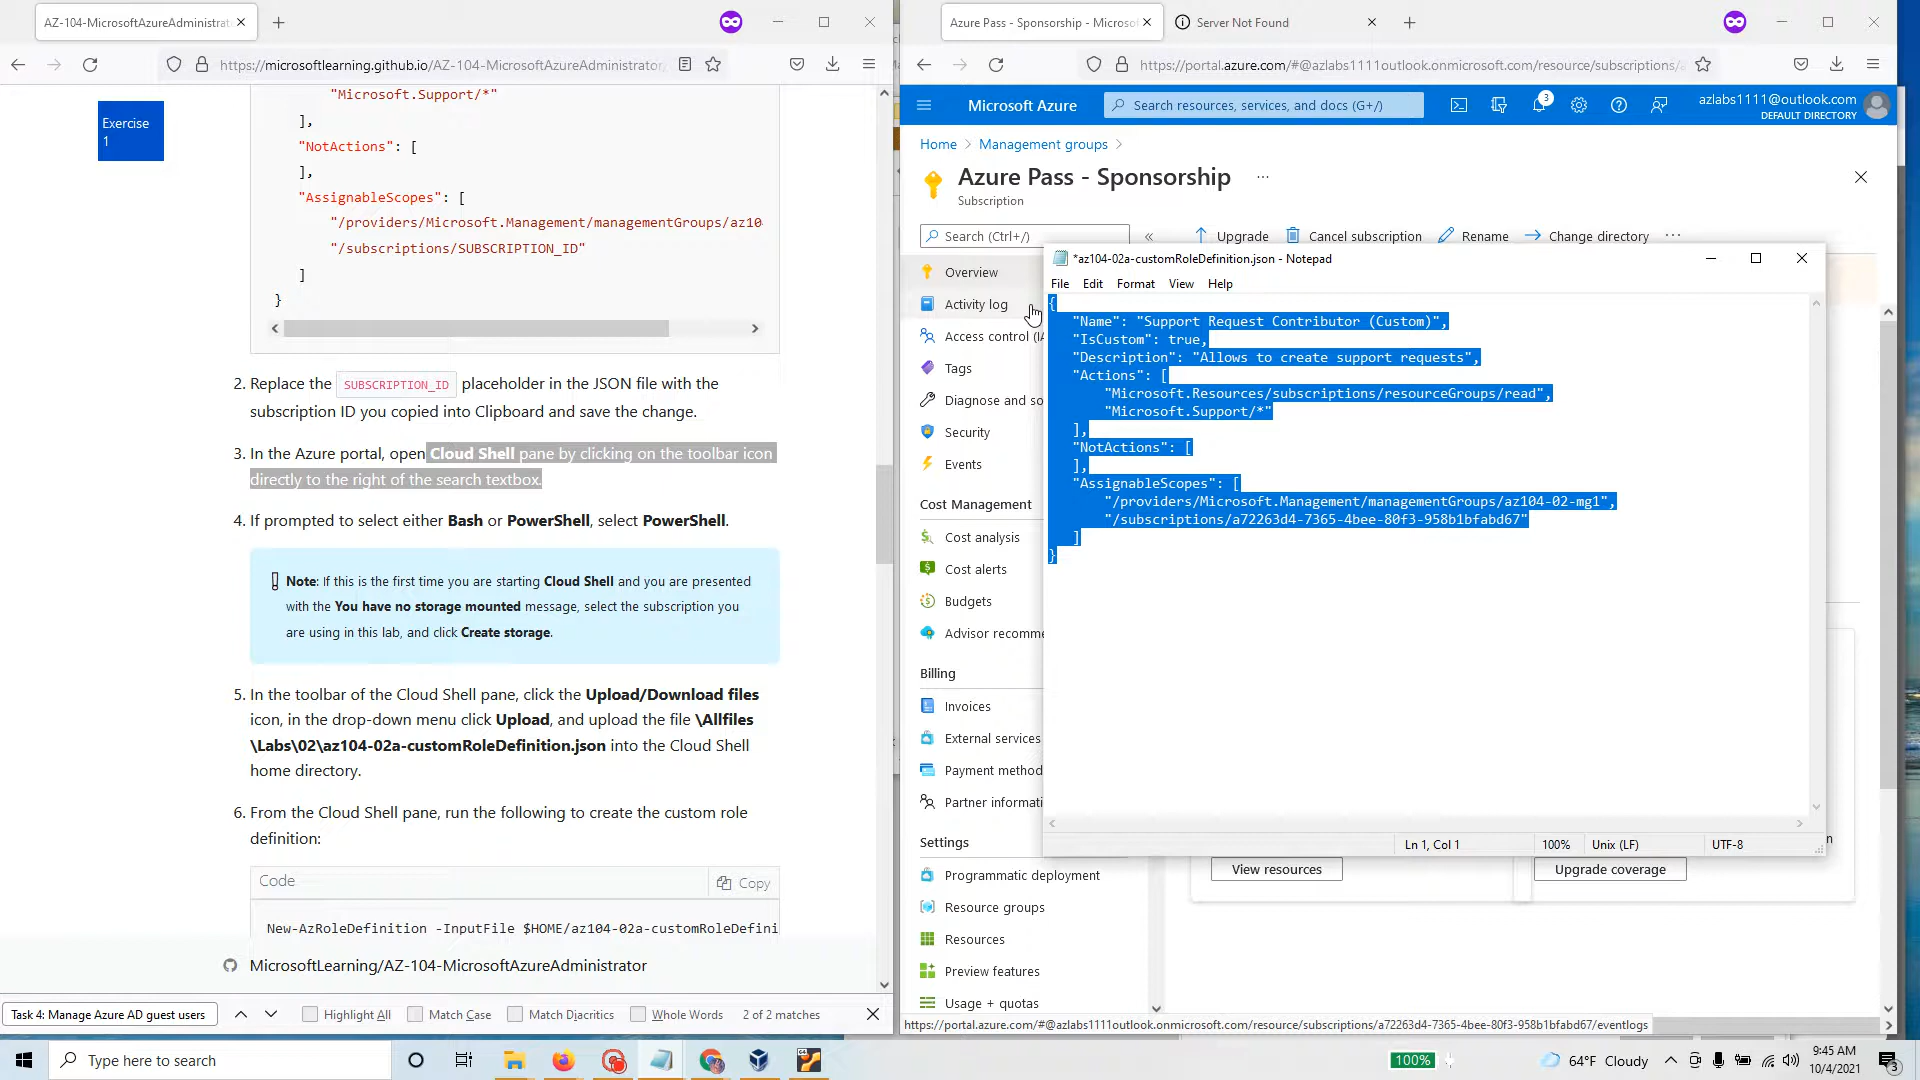 AZ-104-MicrosoftAzureAdministrat
https://microsoftlearning.github.io/AZ-104-MicrosoftAzureAdministrator/
Exercise
1
"Microsoft.Support/*"
],
"NotActions": [
],
"AssignableScopes": [
"/providers/Microsoft.Management/managementGroups/az10
"/subscriptions/SUBSCRIPTION_ID"
]
}
2. Replace the SUBSCRIPTION_ID placeholder in the JSON file with the
subscription ID you copied into Clipboard and save the change.
3. In the Azure portal, open Cloud Shell pane by clicking on the toolbar icon
directly to the right of the search textbox.
4. If prompted to select either Bash or PowerShell, select PowerShell.
Note: If this is the first time you are starting Cloud Shell and you are presented
with the You have no storage mounted message, select the subscription you
are using in this lab, and click Create storage.
5. In the toolbar of the Cloud Shell pane, click the Upload/Download files
icon, in the drop-down menu click Upload, and upload the file \Allfiles
\Labs\02\az104-02a-customRoleDefinition.json into the Cloud Shell
home directory.
6. From the Cloud Shell pane, run the following to create the custom role
definition:
Code
Copy
New-AzRoleDefinition -InputFile $HOME/az104-02a-customRoleDefini
MicrosoftLearning/AZ-104-MicrosoftAzureAdministrator
Task 4: Manage Azure AD guest users
Highlight All
Match Case
Match Diacritics
Whole Words
2 of 2 matches
Azure Pass - Sponsorship - Microso
Server Not Found
https://portal.azure.com/#@azlabs1111outlook.onmicrosoft.com/resource/subscriptions/a
Microsoft Azure
Search resources, services, and docs (G+/)
3
azlabs1111@outlook.com
DEFAULT DIRECTORY
Home > Management groups >
Azure Pass - Sponsorship ...
Subscription
Search (Ctrl+/)
«
Upgrade
Cancel subscription
Rename
Change directory
...
Overview
Activity log
Access control (IA
Tags
Diagnose and so
Security
Events
Cost Management
Cost analysis
Cost alerts
Budgets
Advisor recomme
Billing
Invoices
External services
Payment method
Partner informati
Settings
Programmatic deployment
Resource groups
Resources
Preview features
Usage + quotas
*az104-02a-customRoleDefinition.json - Notepad
File Edit Format View Help
{
"Name": "Support Request Contributor (Custom)",
"IsCustom": true,
"Description": "Allows to create support requests",
"Actions": [
"Microsoft.Resources/subscriptions/resourceGroups/read",
"Microsoft.Support/*"
],
"NotActions": [
],
"AssignableScopes": [
"/providers/Microsoft.Management/managementGroups/az104-02-mg1",
"/subscriptions/a72263d4-7365-4bee-80f3-958b1bfabd67"
]
}
Ln 1, Col 1
100%
Unix (LF)
UTF-8
n
View resources
Upgrade coverage
https://portal.azure.com/#@azlabs1111outlook.onmicrosoft.com/resource/subscriptions/a72263d4-7365-4bee-80f3-958b1bfabd67/eventlogs
Type here to search
100%
64°F Cloudy
9:45 AM
10/4/2021
3